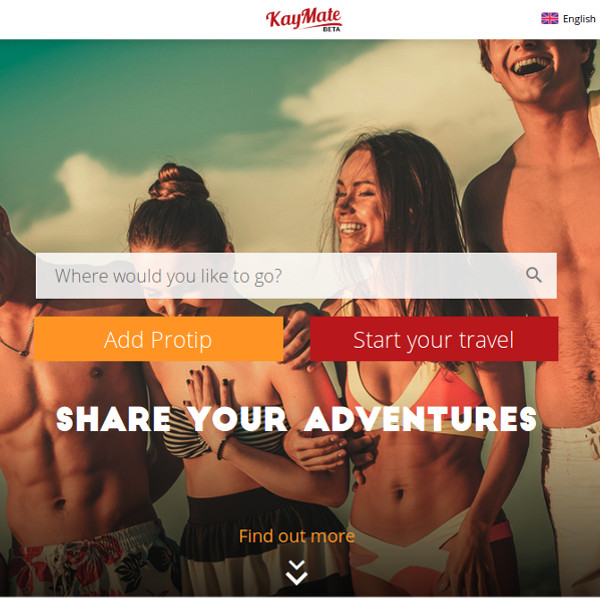 KayMate
BETA
English
Where would you like to go?
Add Protip
Start your travel
SHARE YOUR ADVENTURES
Find out more